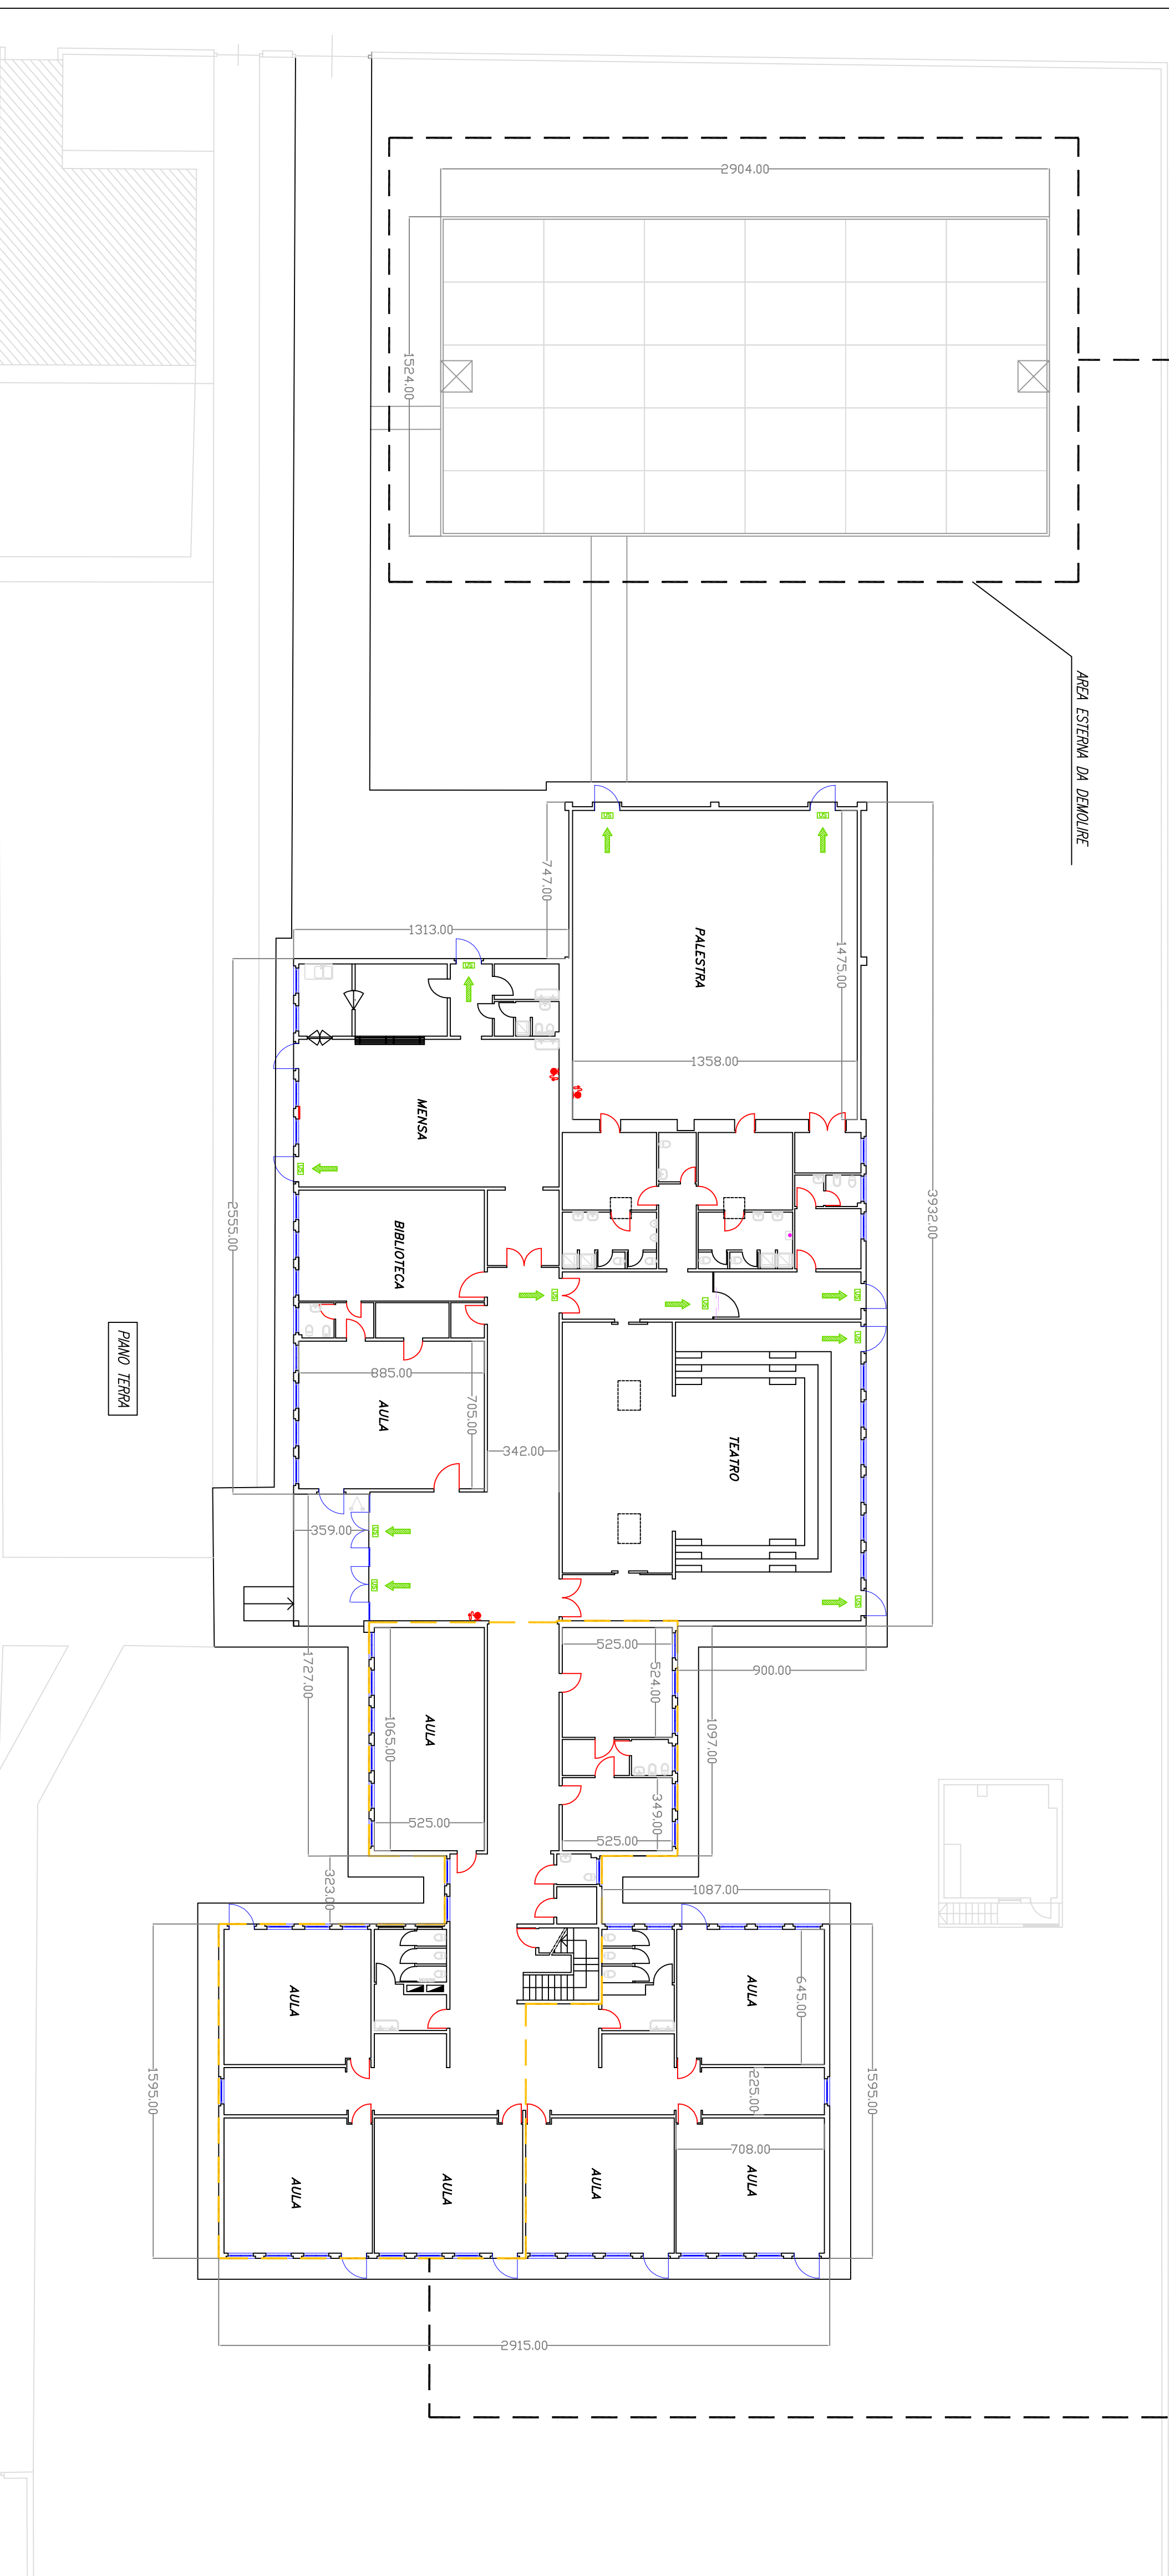 2904.00
1524.00
AREA ESTERNA DA DEMOLIRE
747.00
1313.00
PALESTRA
1475.00
1358.00
3932.00
MENSA
2555.00
BIBLIOTECA
PIANO TERRA
885.00
705.00
AULA
342.00
TEATRO
359.00
1727.00
525.00
524.00
900.00
AULA
1065.00
1097.00
525.00
349.00
525.00
323.00
1087.00
AULA
AULA
645.00
1595.00
225.00
1595.00
708.00
AULA
AULA
AULA
AULA
2915.00